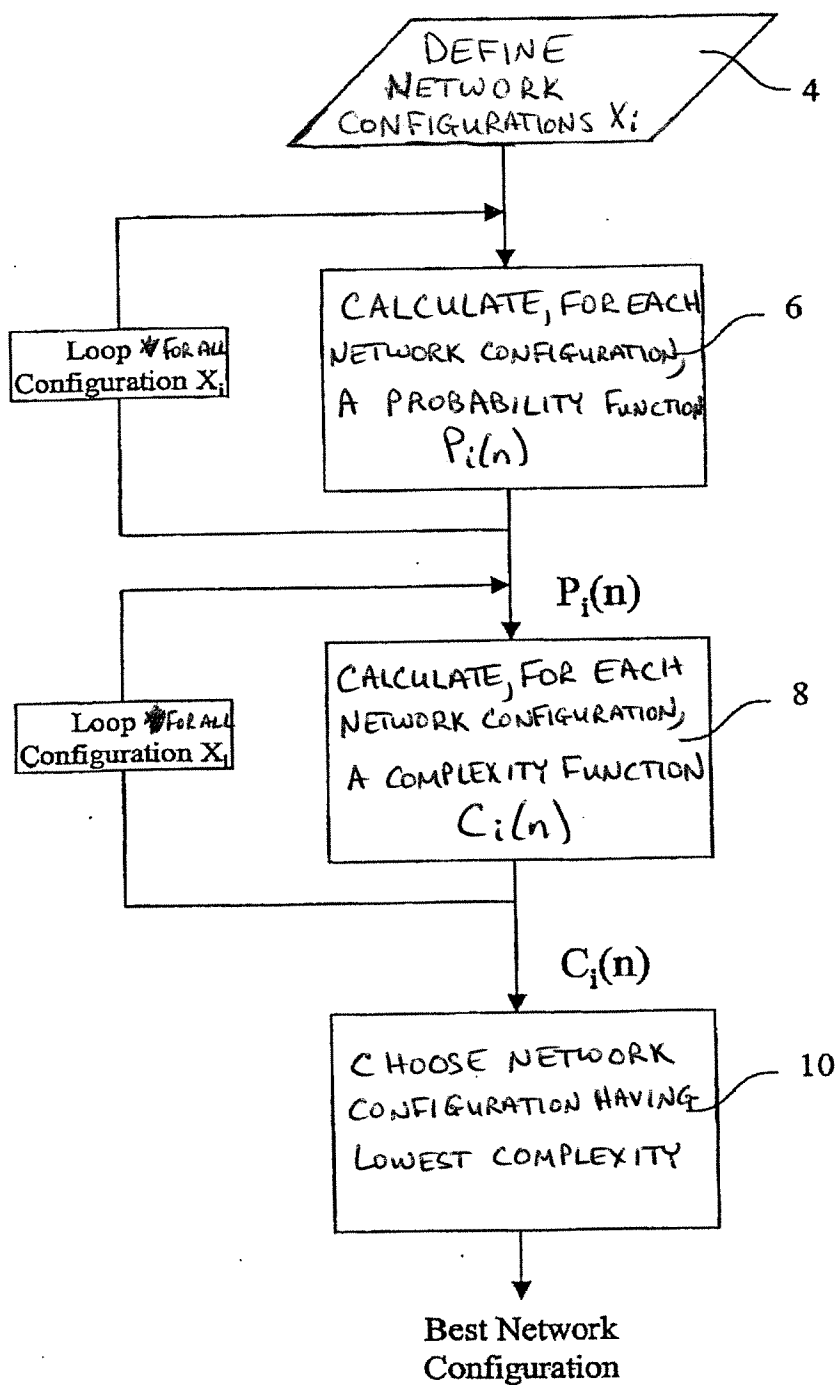 DEFINE
NETWORK
CONFIGURATIONS Xi
4
CALCULATE, FOR EACH
NETWORK CONFIGURATION,
A PROBABILITY FUNCTION
Pi(n)
6
Loop FOR ALL
Configuration Xi
Pi(n)
CALCULATE, FOR EACH
NETWORK CONFIGURATION,
A COMPLEXITY FUNCTION
Ci(n)
8
Loop FOR ALL
Configuration Xi
Ci(n)
CHOOSE NETWORK
CONFIGURATION HAVING
LOWEST COMPLEXITY
10
Best Network
Configuration